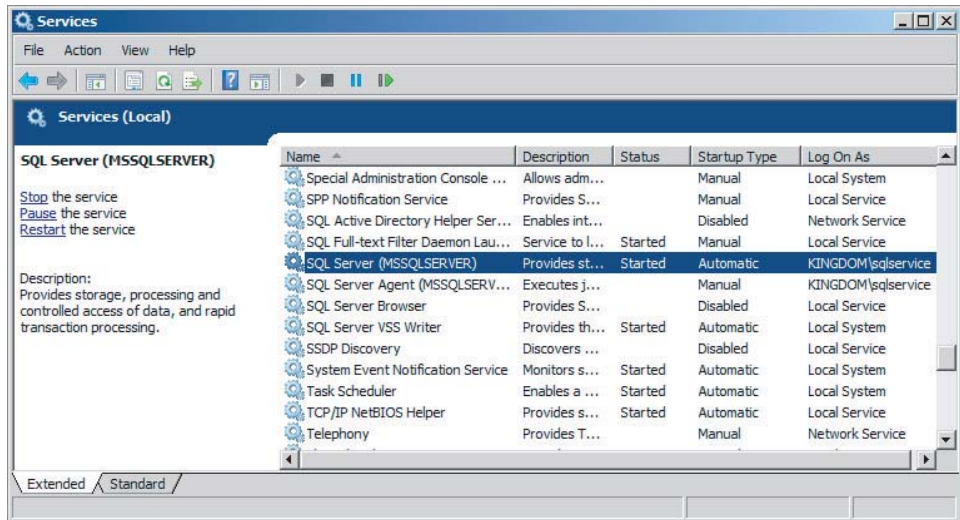 Services
File Action View Help
Services (Local)
SQL Server (MSSQLSERVER)
Stop the service
Pause the service
Restart the service
Description:
Provides storage, processing and
controlled access of data, and rapid
transaction processing.
Name Description Status Startup Type Log On As
Special Administration Console ... Allows adm... Manual Local System
SPP Notification Service Provides S... Manual Local Service
SQL Active Directory Helper Ser... Enables int... Disabled Network Service
SQL Full-text Filter Daemon Lau... Service to l... Started Manual Local Service
SQL Server (MSSQLSERVER) Provides st... Started Automatic KINGDOM\sqlservice
SQL Server Agent (MSSQLSERV... Executes j... Manual KINGDOM\sqlservice
SQL Server Browser Provides S... Disabled Local Service
SQL Server VSS Writer Provides th... Started Automatic Local System
SSDP Discovery Discovers ... Disabled Local Service
System Event Notification Service Monitors s... Started Automatic Local System
Task Scheduler Enables a ... Started Automatic Local System
TCP/IP NetBIOS Helper Provides s... Started Automatic Local Service
Telephony Provides T... Manual Network Service
Extended Standard